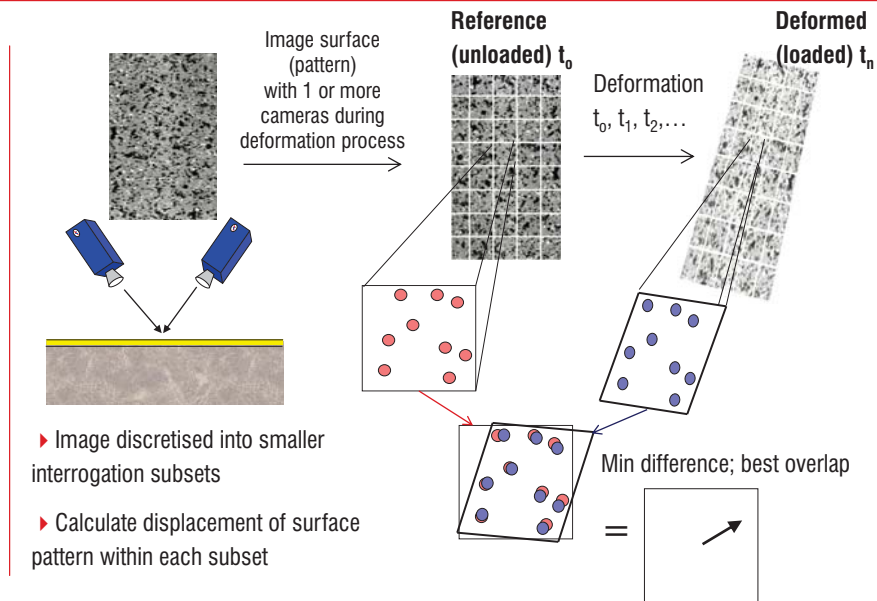 Image surface
(pattern)
with 1 or more
cameras during
deformation process
Reference
(unloaded) t₀
Deformation
t₀, t₁, t₂,...
Deformed
(loaded) tₙ
▸ Image discretised into smaller
interrogation subsets
▸ Calculate displacement of surface
pattern within each subset
Min difference; best overlap
=